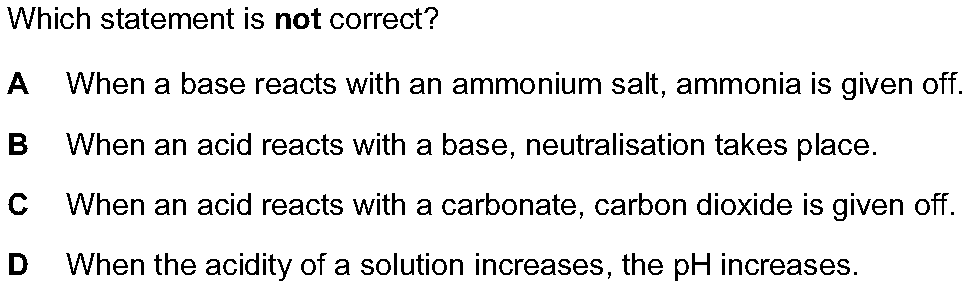 Which statement is not correct?
A When a base reacts with an ammonium salt, ammonia is given off.
B When an acid reacts with a base, neutralisation takes place.
C When an acid reacts with a carbonate, carbon dioxide is given off.
D When the acidity of a solution increases, the pH increases.